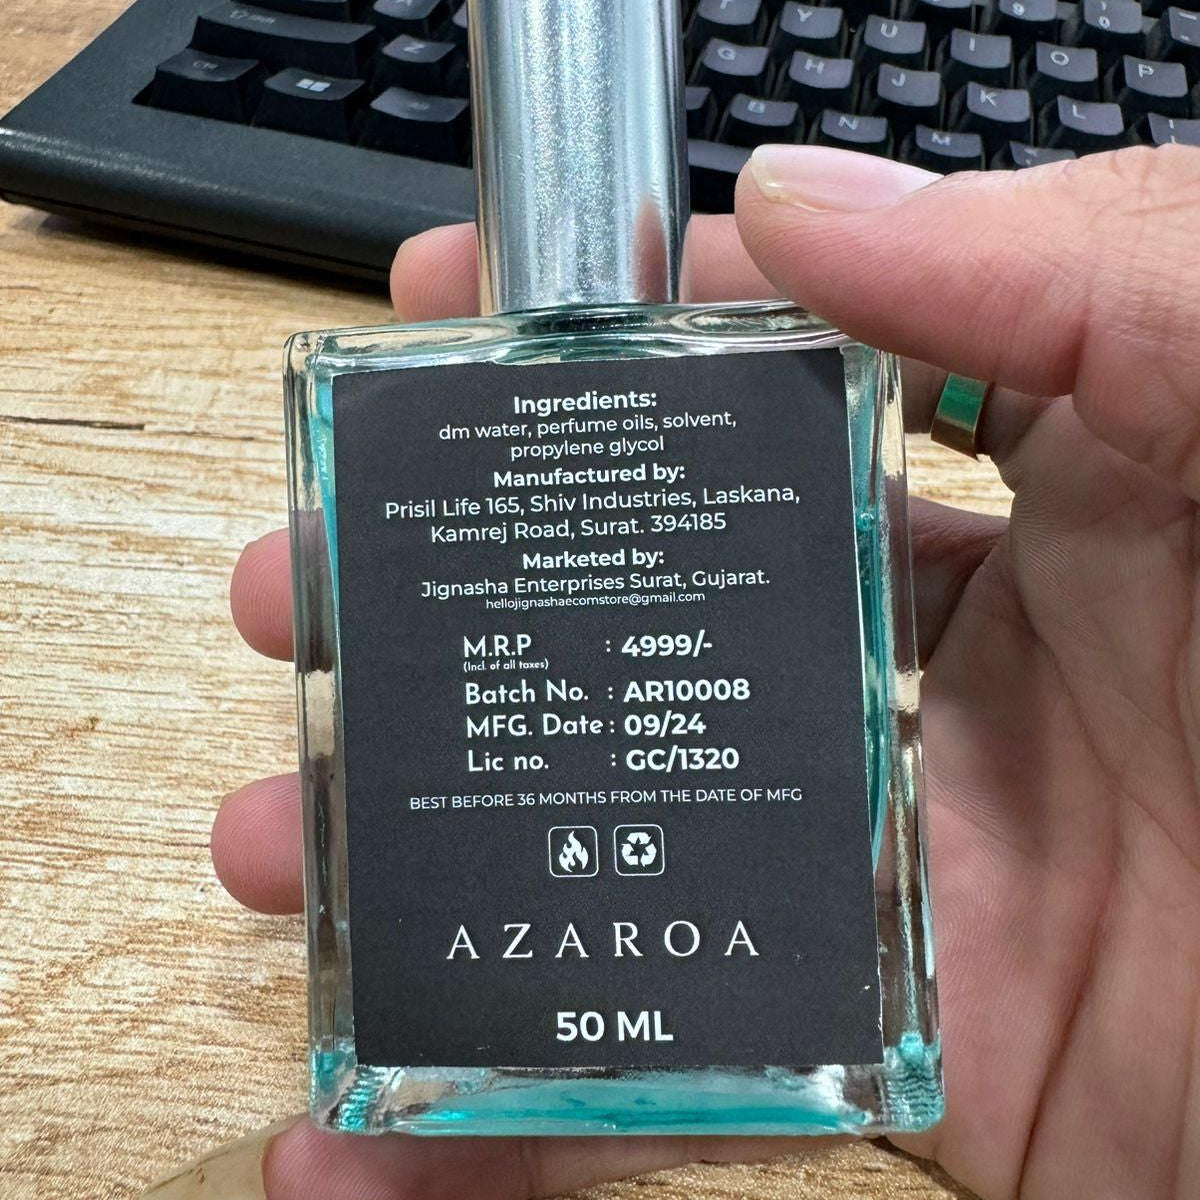 Ingredients:
dm water, perfume oils, solvent,
propylene glycol
Manufactured by:
Prisil Life 165, Shiv Industries, Laskana,
Kamrej Road, Surat. 394185
Marketed by:
Jignasha Enterprises Surat, Gujarat.
hellojignashaecomstore@gmail.com
M.R.P : 4999/-
(Incl. of all taxes)
Batch No. : AR10008
MFG. Date : 09/24
Lic no. : GC/1320
BEST BEFORE 36 MONTHS FROM THE DATE OF MFG
AZAROA
50 ML
T Y U I O P
G H J K L
Z B N M